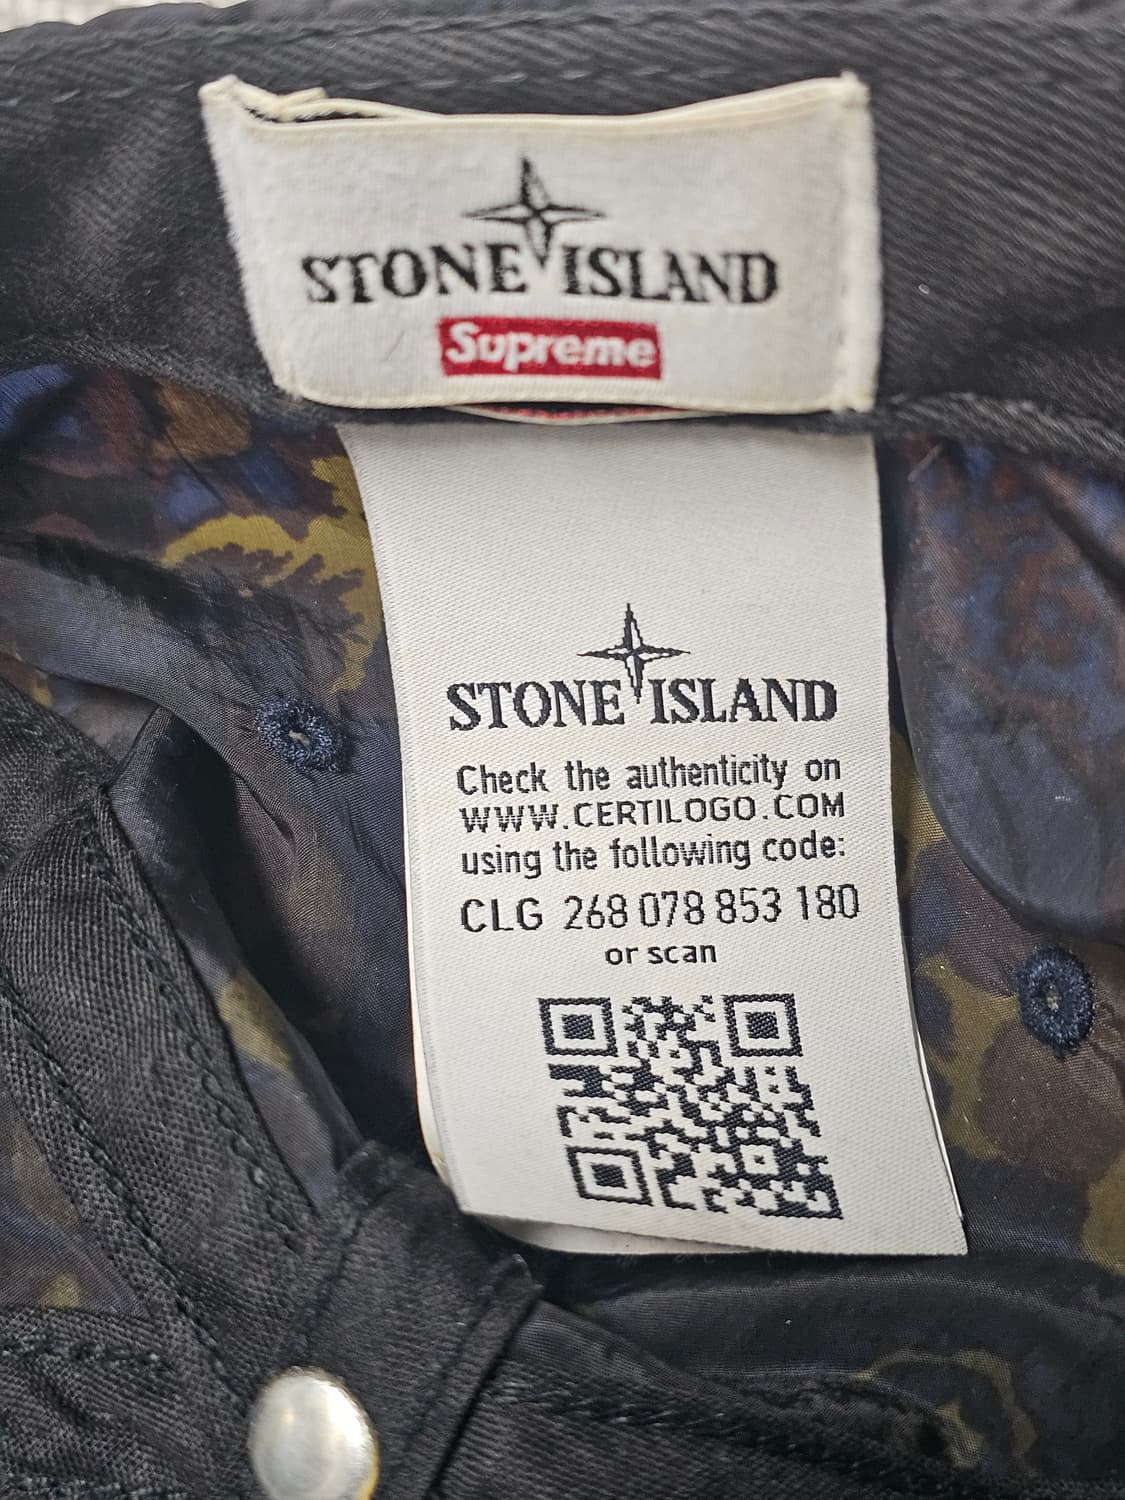 STONE ISLAND
Supreme
STONE ISLAND
Check the authenticity on
WWW.CERTILOGO.COM
using the following code:
CLG 268 078 853 180
or scan